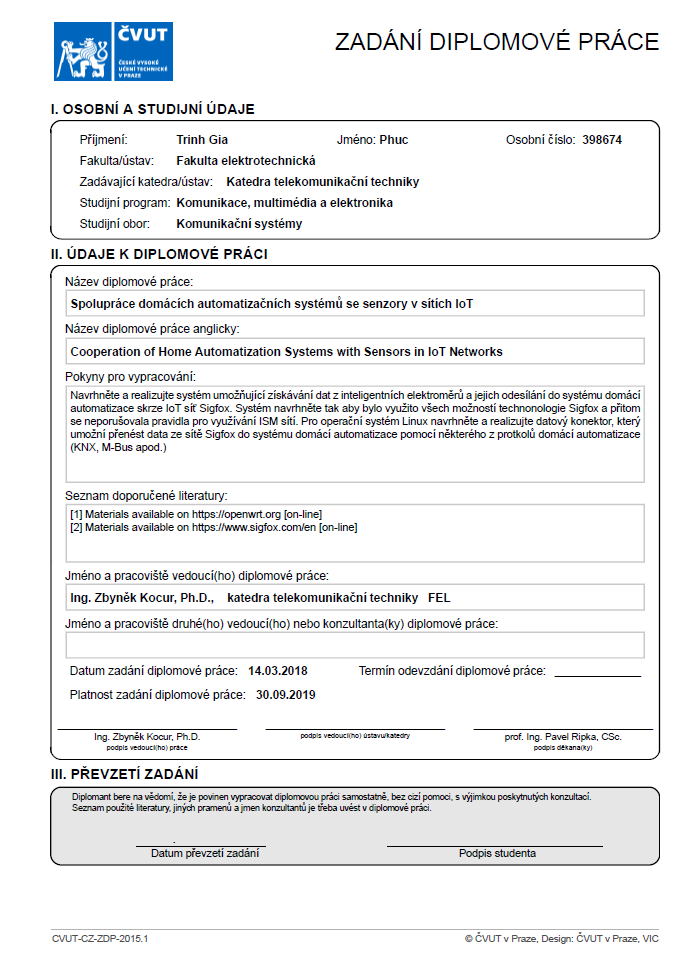 ČVUT
ČESKÉ VYSOKÉ
UČENÍ TECHNICKÉ
V PRAZE
ZADÁNÍ DIPLOMOVÉ PRÁCE
I. OSOBNÍ A STUDIJNÍ ÚDAJE
Příjmení: Trinh Gia Jméno: Phuc Osobní číslo: 398674
Fakulta/ústav: Fakulta elektrotechnická
Zadávající katedra/ústav: Katedra telekomunikační techniky
Studijní program: Komunikace, multimédia a elektronika
Studijní obor: Komunikační systémy
II. ÚDAJE K DIPLOMOVÉ PRÁCI
Název diplomové práce:
Spolupráce domácích automatizačních systémů se senzory v sítích IoT
Název diplomové práce anglicky:
Cooperation of Home Automatization Systems with Sensors in IoT Networks
Pokyny pro vypracování:
Navrhněte a realizujte systém umožňující získávání dat z inteligentních elektroměrů a jejich odesílání do systému domácí
automatizace skrze IoT síť Sigfox. Systém navrhněte tak aby bylo využito všech možností technonologie Sigfox a přitom
se neporušovala pravidla pro využívání ISM sítí. Pro operační systém Linux navrhněte a realizujte datový konektor, který
umožní přenést data ze sítě Sigfox do systému domácí automatizace pomocí některého z protkolů domácí automatizace
(KNX, M-Bus apod.)
Seznam doporučené literatury:
[1] Materials available on https://openwrt.org [on-line]
[2] Materials available on https://www.sigfox.com/en [on-line]
Jméno a pracoviště vedoucí(ho) diplomové práce:
Ing. Zbyněk Kocur, Ph.D., katedra telekomunikační techniky FEL
Jméno a pracoviště druhé(ho) vedoucí(ho) nebo konzultanta(ky) diplomové práce:
Datum zadání diplomové práce: 14.03.2018 Termín odevzdání diplomové práce: ____________
Platnost zadání diplomové práce: 30.09.2019
Ing. Zbyněk Kocur, Ph.D. podpis vedoucí(ho) ústavu/katedry prof. Ing. Pavel Ripka, CSc.
podpis vedoucí(ho) práce podpis děkana(ky)
III. PŘEVZETÍ ZADÁNÍ
Diplomant bere na vědomí, že je povinen vypracovat diplomovou práci samostatně, bez cizí pomoci, s výjimkou poskytnutých konzultací.
Seznam použité literatury, jiných pramenů a jmen konzultantů je třeba uvést v diplomové práci.
.
Datum převzetí zadání Podpis studenta
CVUT-CZ-ZDP-2015.1 © ČVUT v Praze, Design: ČVUT v Praze, VIC